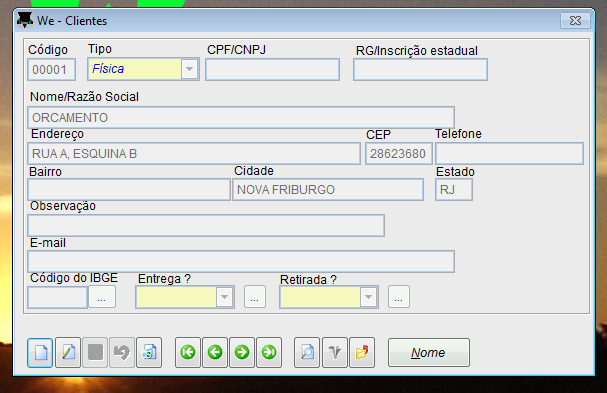 We - Clientes
Código Tipo CPF/CNPJ RG/Inscrição estadual
00001 Física
Nome/Razão Social
ORCAMENTO
Endereço CEP Telefone
RUA A, ESQUINA B 28623680
Bairro Cidade Estado
NOVA FRIBURGO RJ
Observação
E-mail
Código do IBGE Entrega ? Retirada ?
... ... ...
Nome